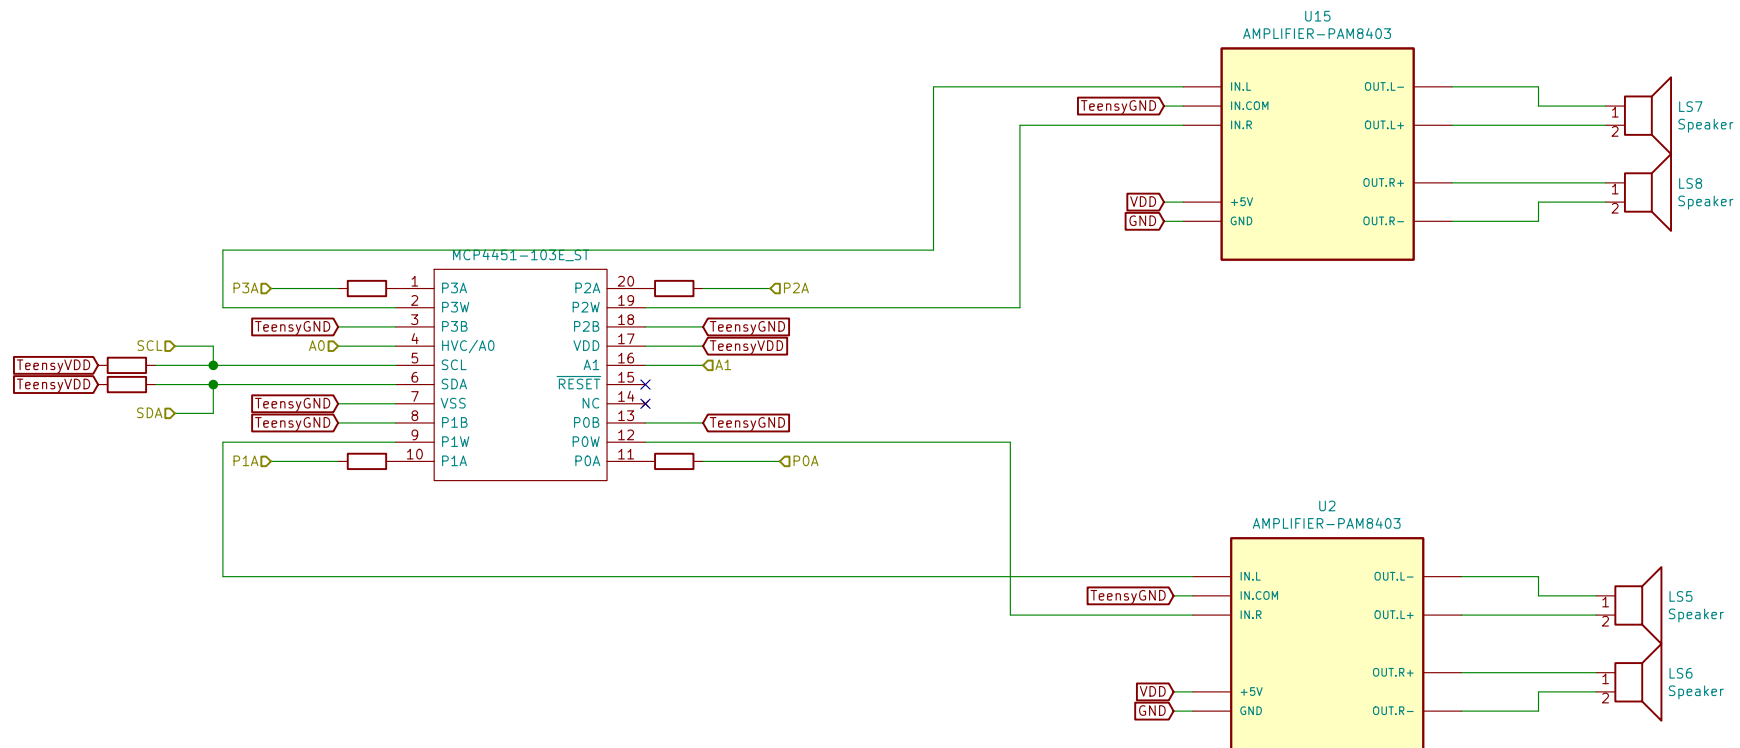 U15
AMPLIFIER-PAM8403
IN.L
OUT.L-
TeensyGND
IN.COM
1
LS7
IN.R
OUT.L+
2
Speaker
OUT.R+
1
LS8
VDD
+5V
2
Speaker
GND
GND
OUT.R-
MCP4451-103E_ST
P3A
1
P3A
P2A
20
P2A
2
P3W
P2W
19
TeensyGND
3
P3B
P2B
18
TeensyGND
SCL
A0
4
HVC/A0
VDD
17
TeensyVDD
TeensyVDD
5
SCL
A1
16
A1
TeensyVDD
6
SDA
RESET
15
TeensyGND
7
VSS
NC
14
SDA
TeensyGND
8
P1B
P0B
13
TeensyGND
9
P1W
P0W
12
P1A
10
P1A
P0A
11
P0A
U2
AMPLIFIER-PAM8403
IN.L
OUT.L-
TeensyGND
IN.COM
1
LS5
IN.R
OUT.L+
2
Speaker
OUT.R+
1
LS6
VDD
+5V
2
Speaker
GND
GND
OUT.R-